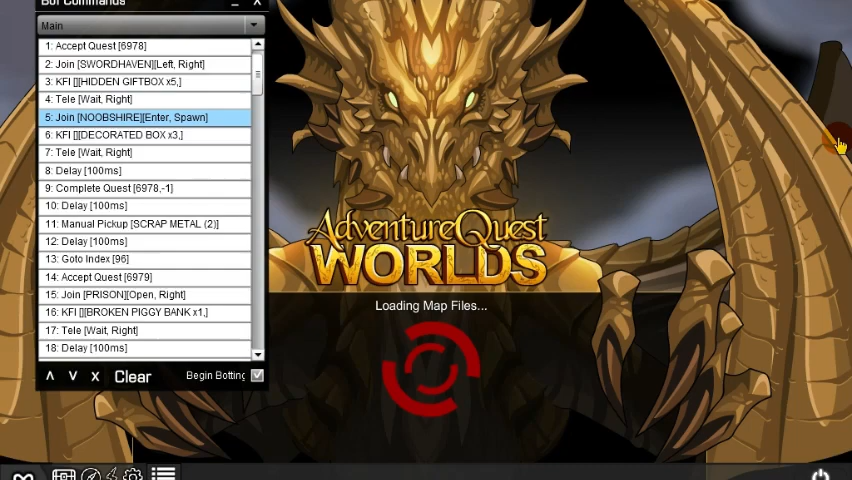 Bot Commands
Main
1: Accept Quest [6978]
2: Join [SWORDHAVEN][Left, Right]
3: KFI [][HIDDEN GIFTBOX x5,]
4: Tele [Wait, Right]
5: Join [NOOBSHIRE][Enter, Spawn]
6: KFI [][DECORATED BOX x3,]
7: Tele [Wait, Right]
8: Delay [100ms]
9: Complete Quest [6978,-1]
10: Delay [100ms]
11: Manual Pickup [SCRAP METAL (2)]
12: Delay [100ms]
13: Goto Index [96]
14: Accept Quest [6979]
15: Join [PRISON][Open, Right]
16: KFI [][BROKEN PIGGY BANK x1,]
17: Tele [Wait, Right]
18: Delay [100ms]
Clear
Begin Botting
AdventureQuest
WORLDS
Loading Map Files...